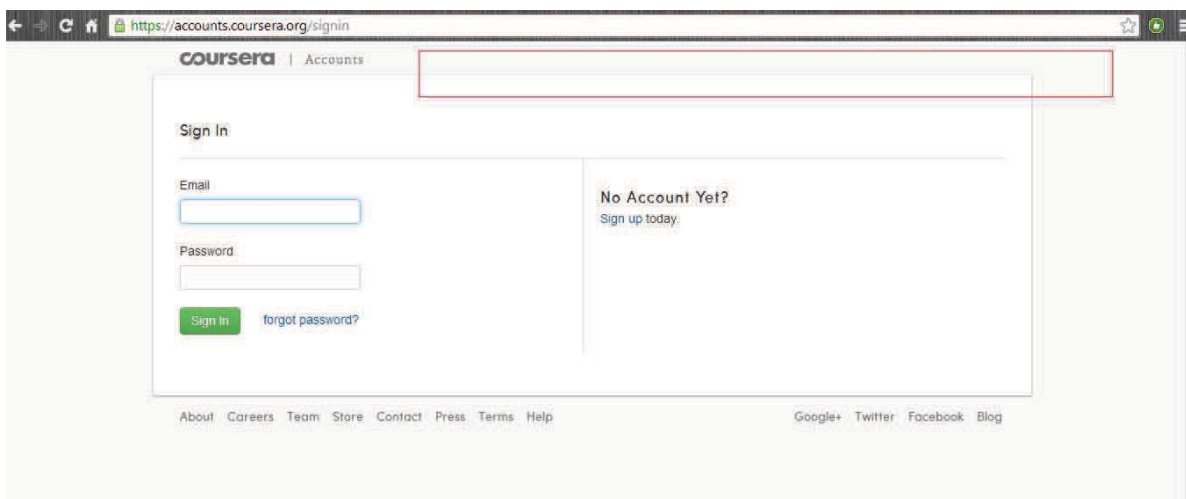 https://accounts.coursera.org/signin
coursera | Accounts
Sign In
Email
Password
Sign In forgot password?
No Account Yet?
Sign up today.
About Careers Team Store Contact Press Terms Help Google+ Twitter Facebook Blog